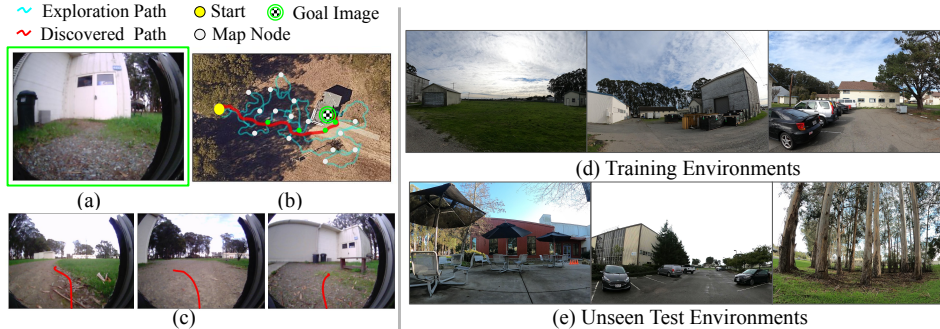 Exploration Path
Start
Goal Image
Discovered Path
Map Node
(a)
(b)
(c)
(d) Training Environments
(e) Unseen Test Environments